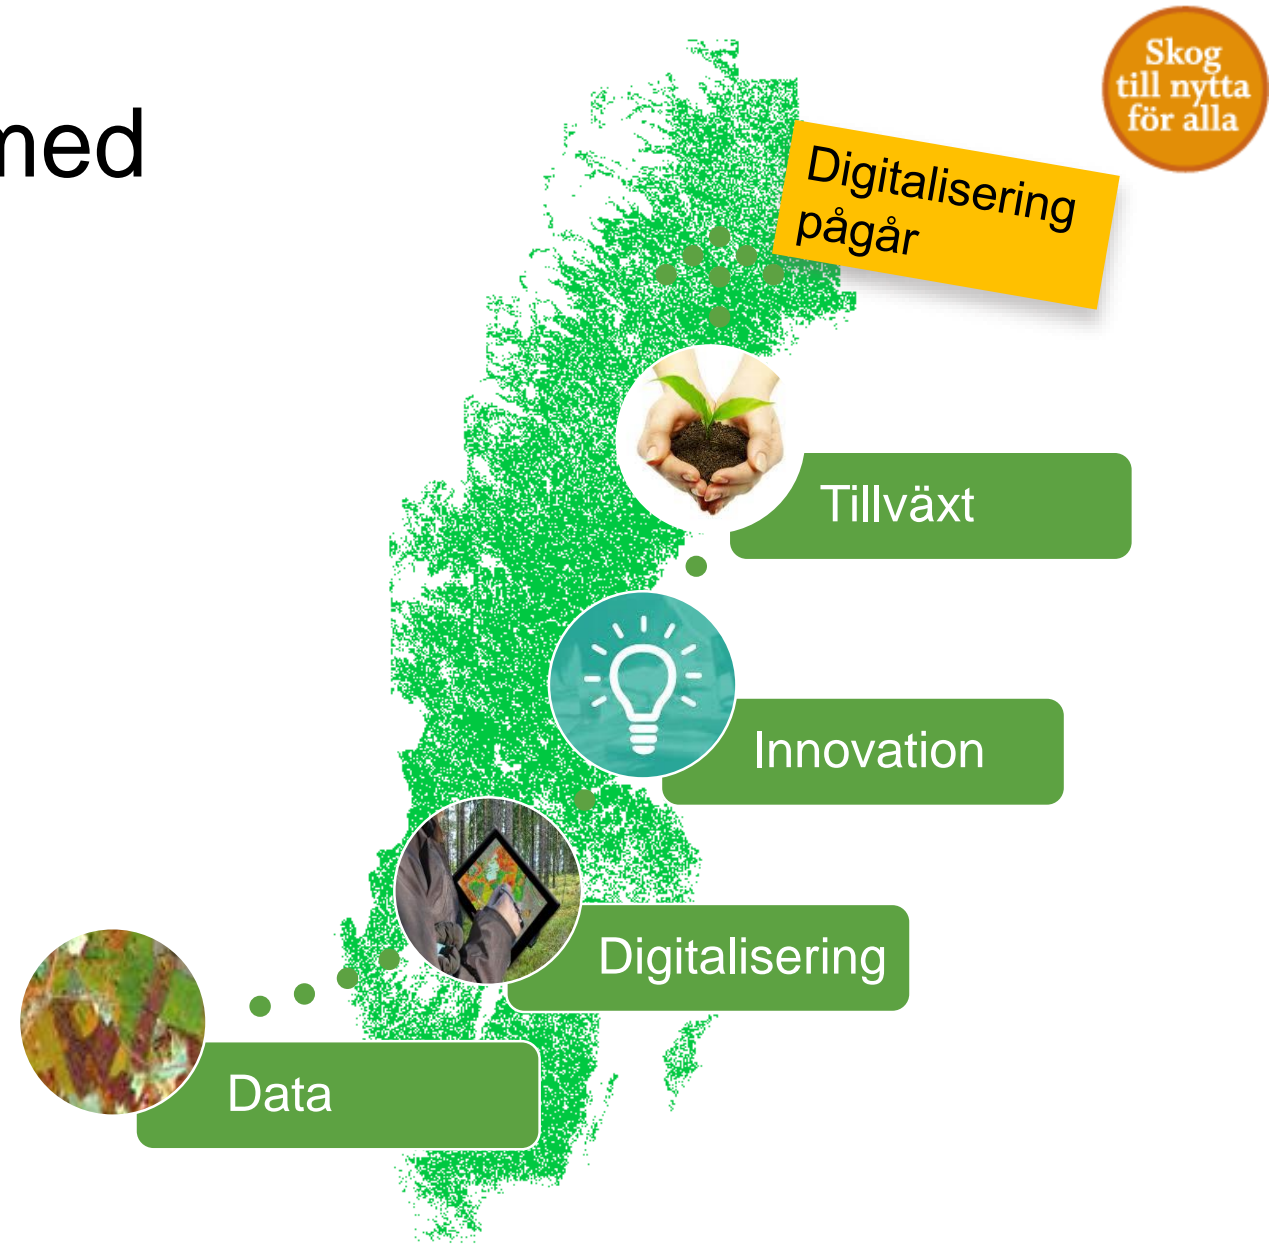 Skog
till nytta
för alla
med
Digitalisering
pågår
Tillväxt
Innovation
Digitalisering
Data